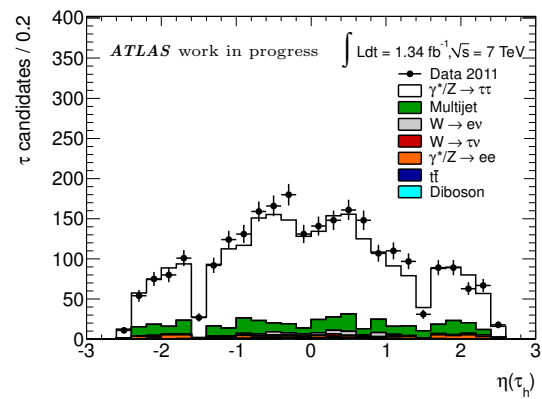 τ candidates / 0.2
400
350
300
250
200
150
100
50
0
ATLAS work in progress
∫ Ldt = 1.34 fb⁻¹,√s = 7 TeV
Data 2011
γ*/Z→ ττ
Multijet
W→ eν
W→ τν
γ*/Z→ ee
tt̄
Diboson
-3 -2 -1 0 1 2 3
η(τₕ)